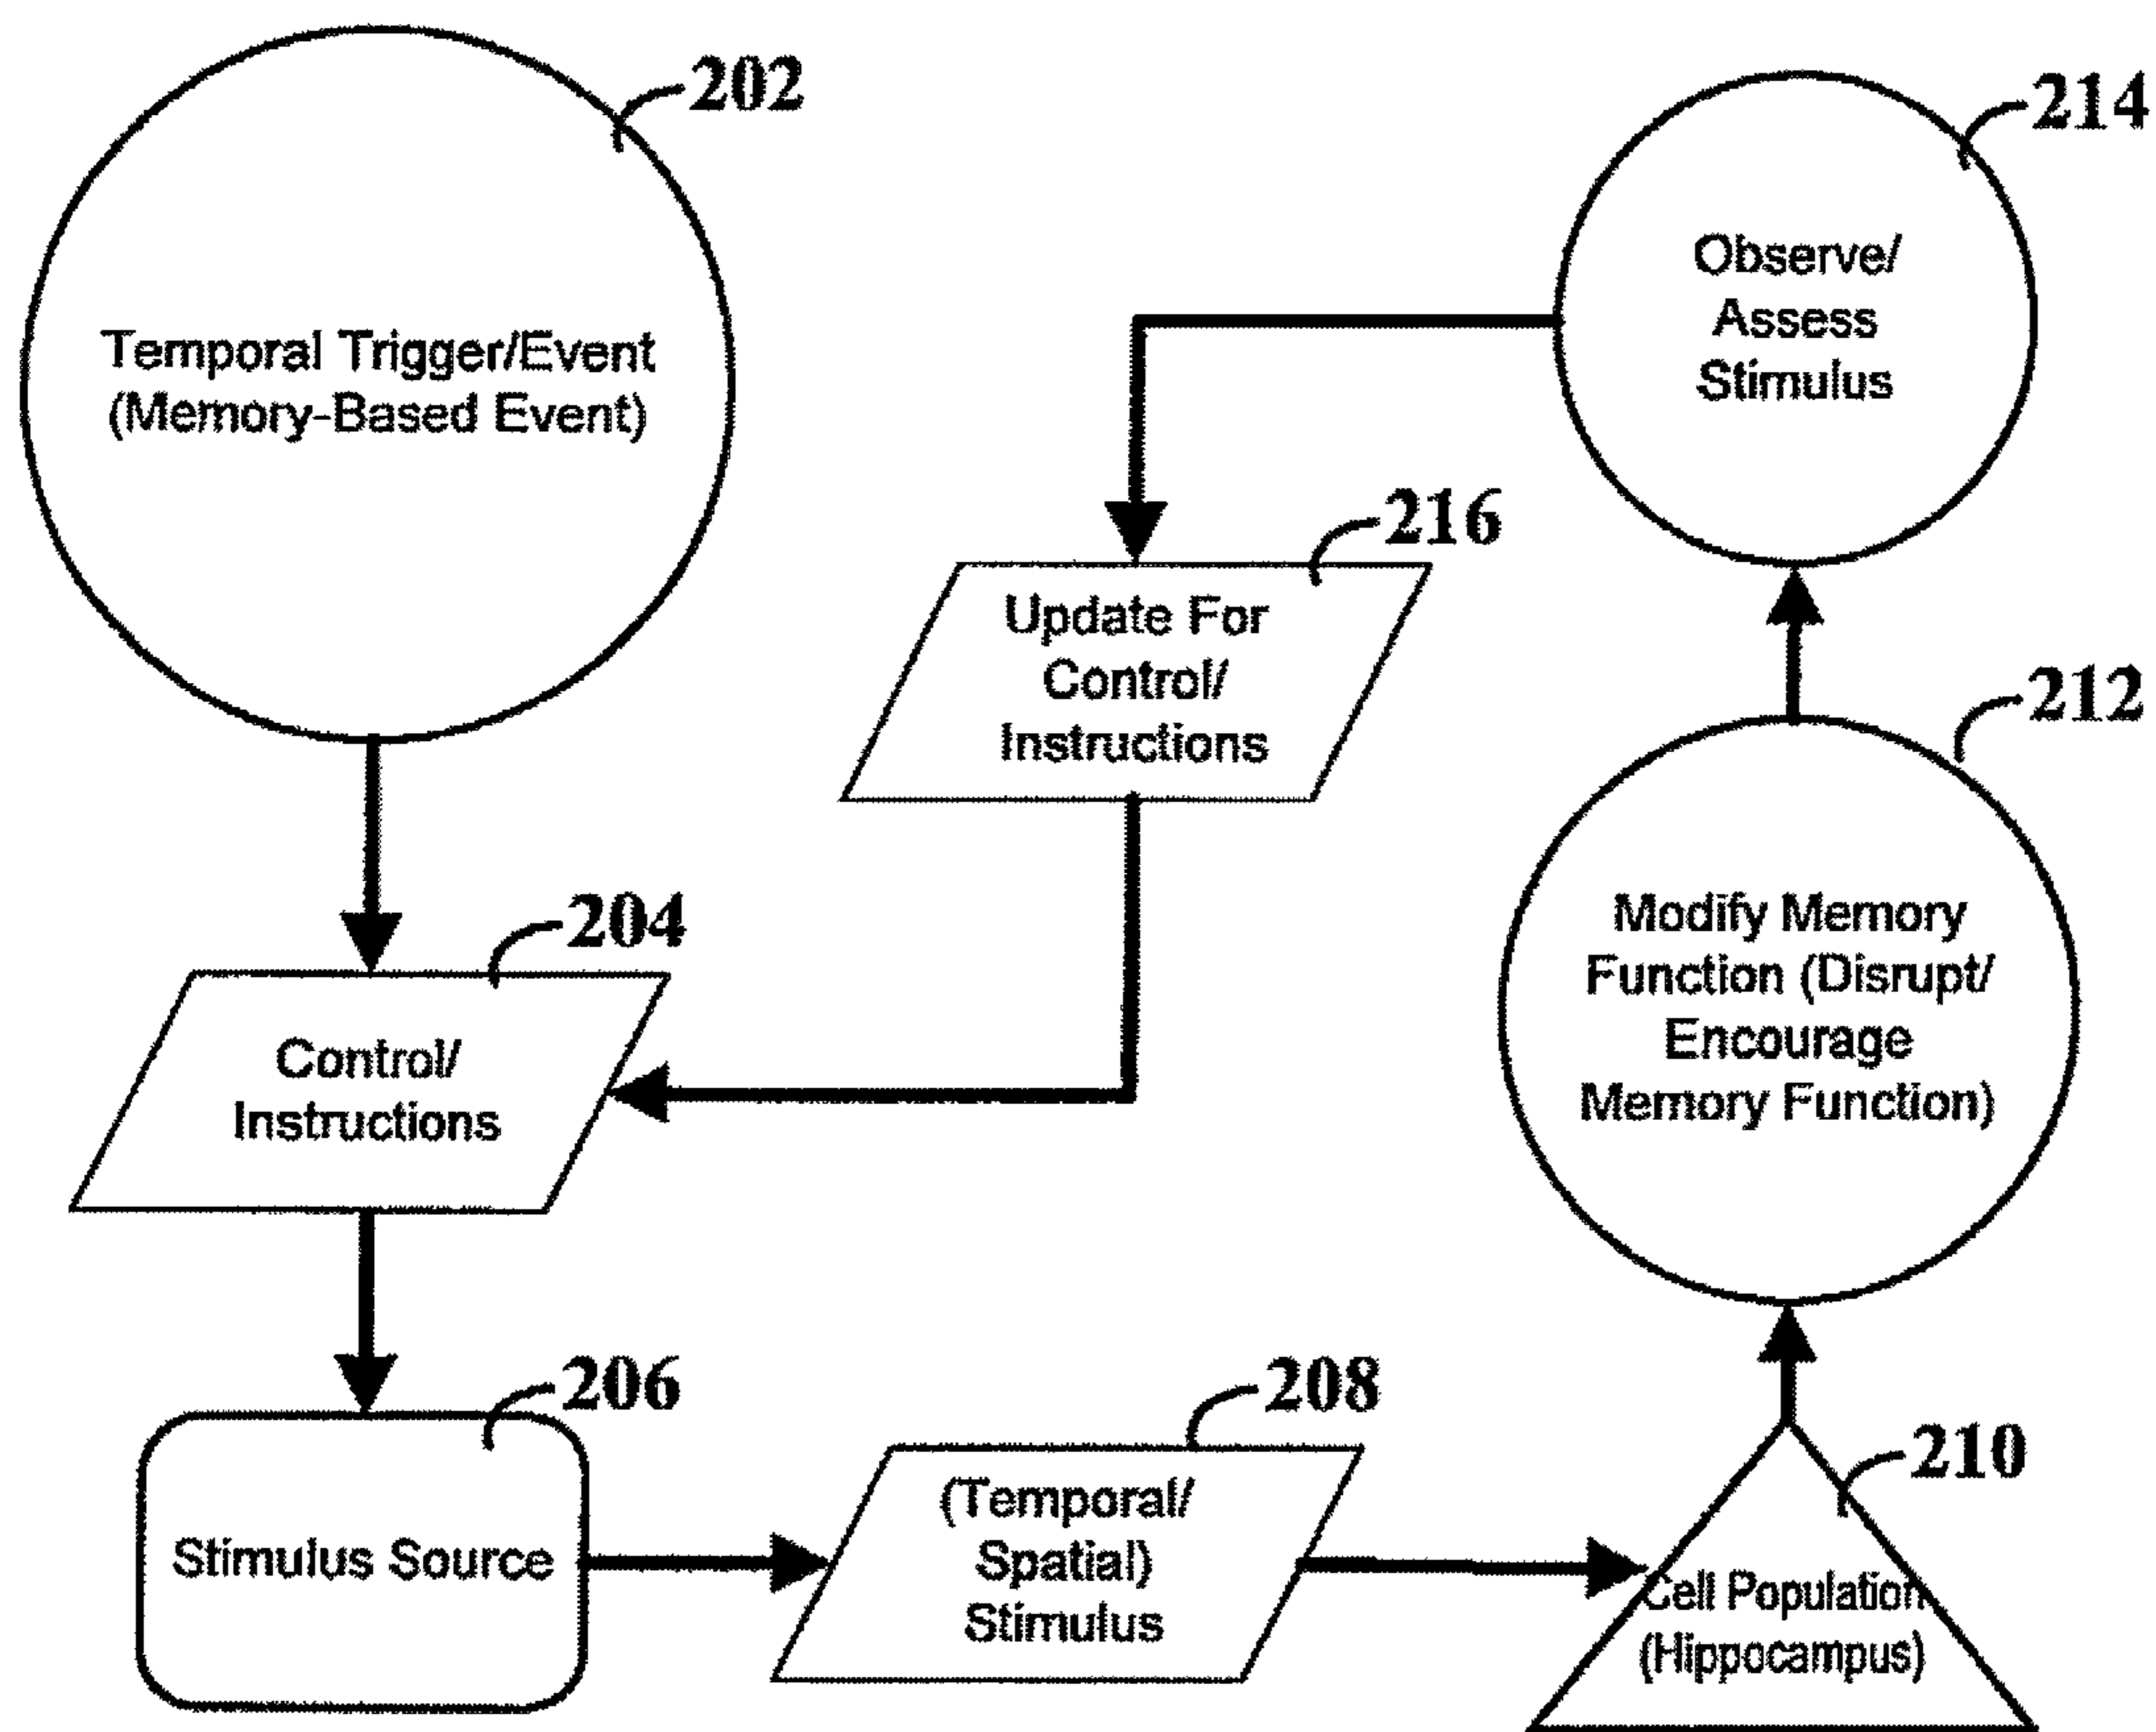 202
Temporal Trigger/Event
(Memory-Based Event)
214
Observe/
Assess
Stimulus
216
Update For
Control/
Instructions
212
Modify Memory
Function (Disrupt/
Encourage
Memory Function)
204
Control/
Instructions
206
Stimulus Source
208
(Temporal/
Spatial)
Stimulus
210
Cell Population
(Hippocampus)